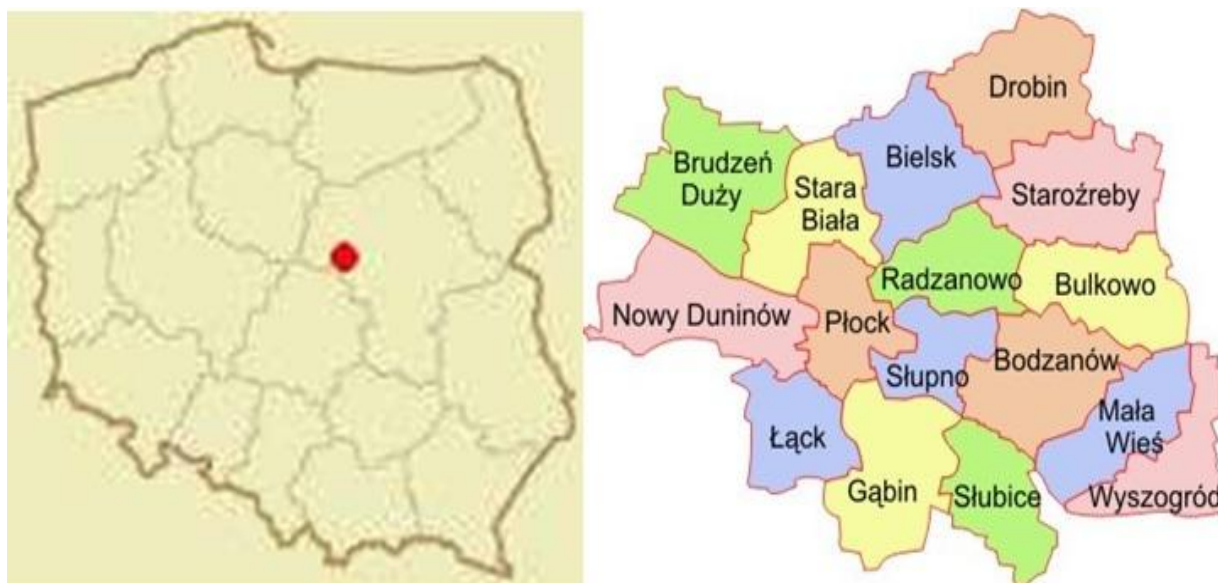 Drobin
Brudzeń
Duży
Bielsk
Stara
Biała
Staroźreby
Radzanowo
Bulkowo
Nowy Duninów
Płock
Słupno
Bodzanów
Łąck
Mała
Wieś
Gąbin
Słubice
Wyszogród